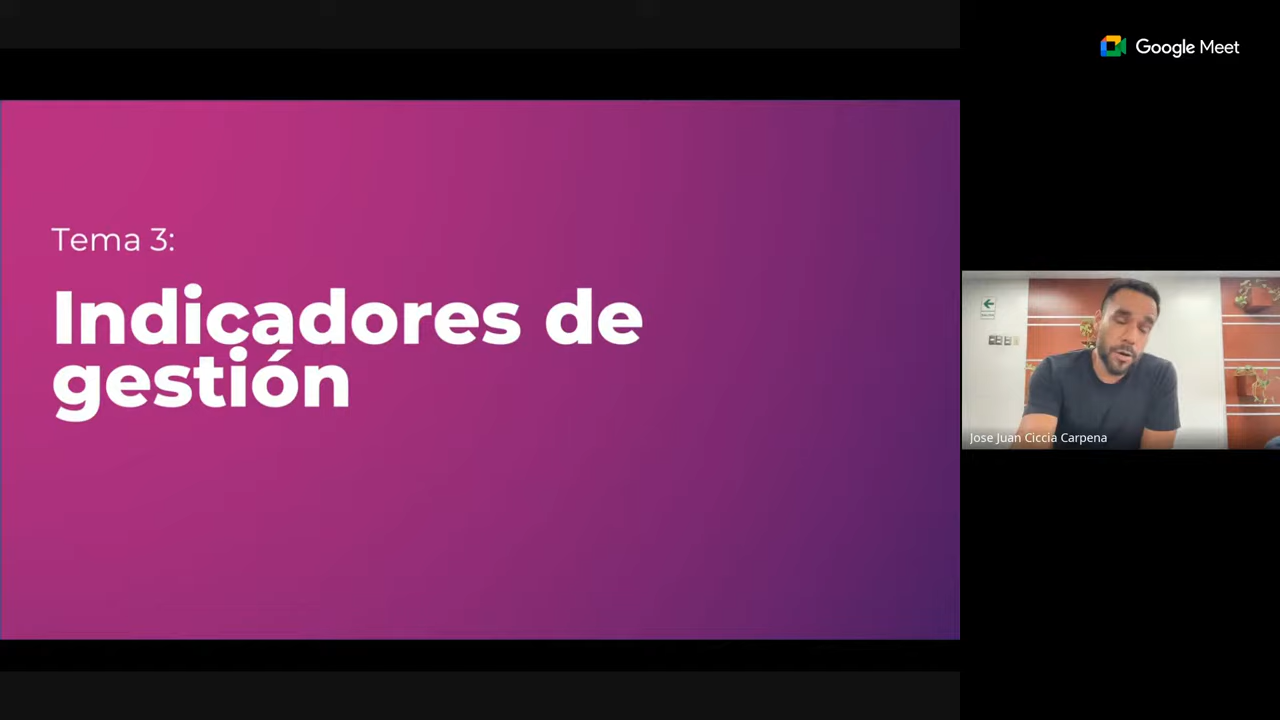 Google Meet
Tema 3:
Indicadores de
gestión
Jose Juan Ciccia Carpena